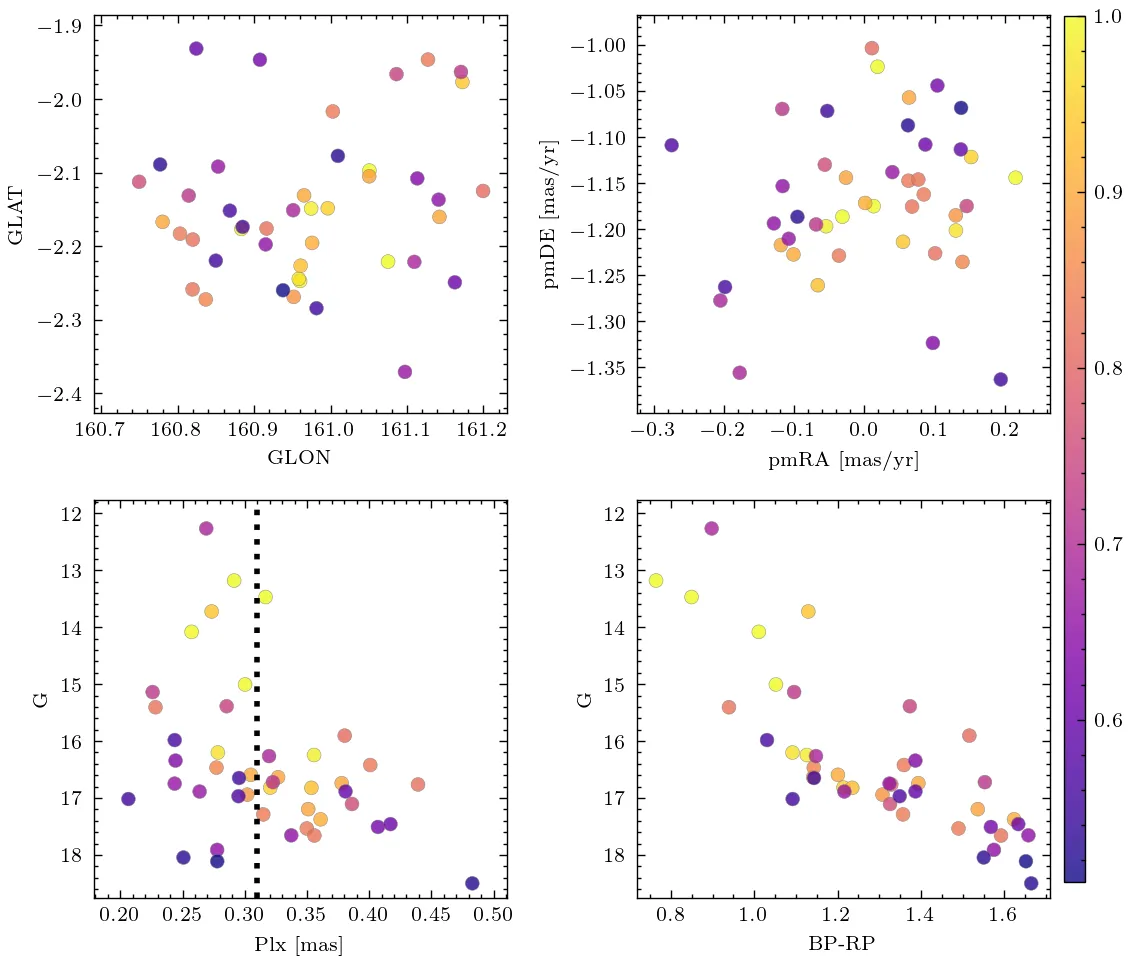 −1.9
−2.0
−2.1
−2.2
−2.3
−2.4
GLAT
160.7 160.8 160.9 161.0 161.1 161.2
GLON
−1.00
−1.05
−1.10
−1.15
−1.20
−1.25
−1.30
−1.35
pmDE [mas/yr]
−0.3 −0.2 −0.1 0.0 0.1 0.2
pmRA [mas/yr]
1.0
0.9
0.8
0.7
0.6
12
13
14
15
16
17
18
G
0.20 0.25 0.30 0.35 0.40 0.45 0.50
Plx [mas]
12
13
14
15
16
17
18
G
0.8 1.0 1.2 1.4 1.6
BP-RP